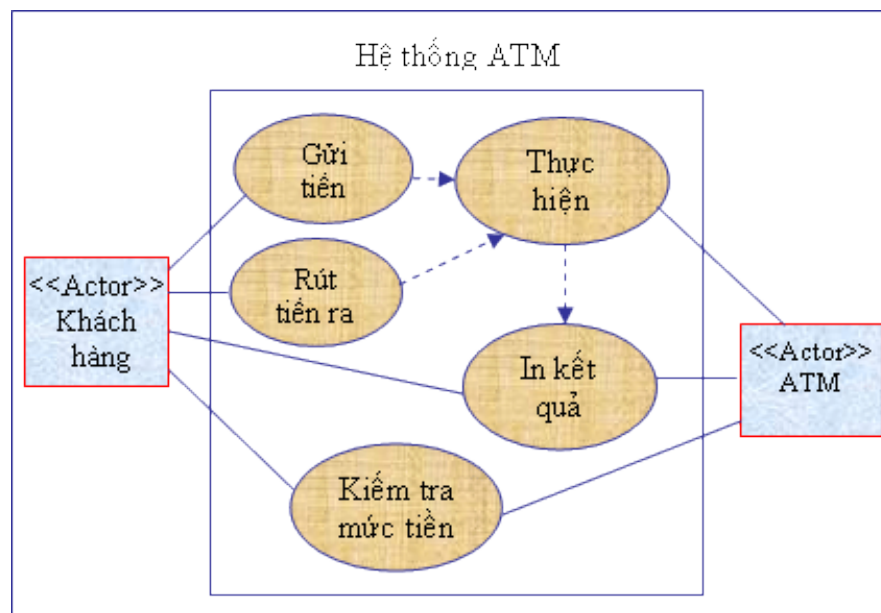 Hệ thống ATM
Gửi
tiền
Thực
hiện
<<Actor>>
Khách
hàng
Rút
tiền ra
In kết
quả
<<Actor>>
ATM
Kiểm tra
mức tiền